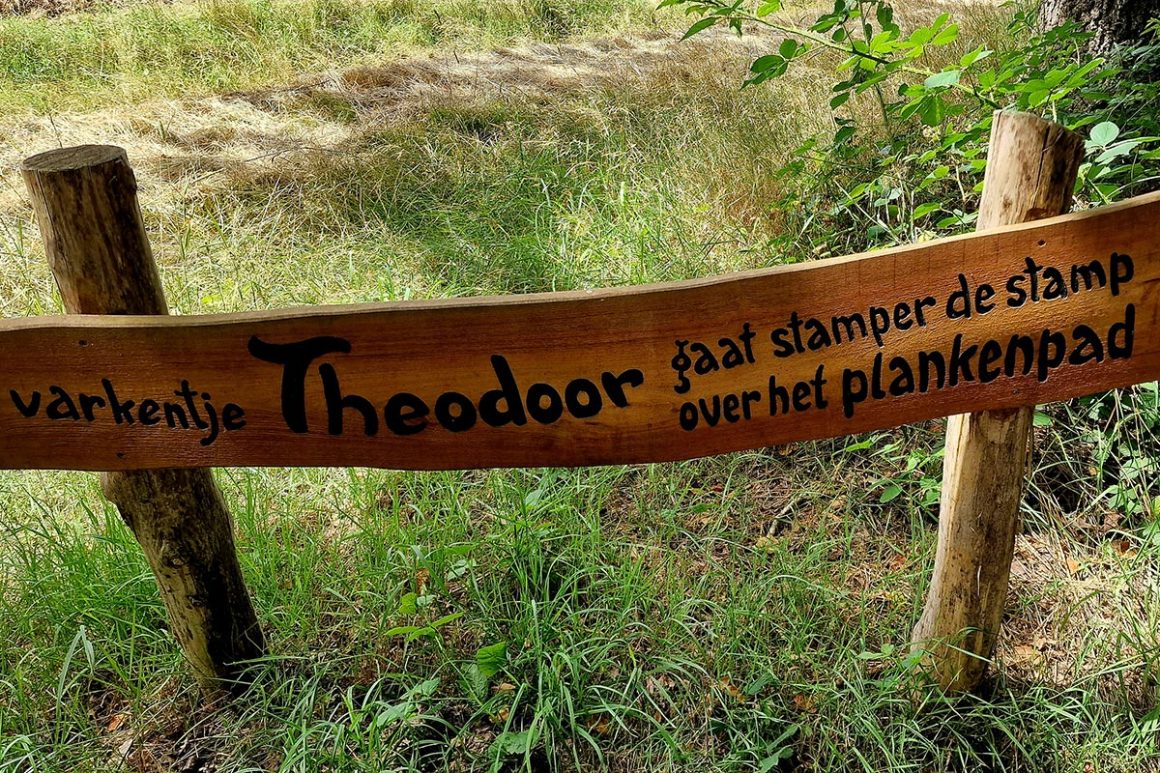 varkentje Theodoor
gaat stamper de stamp
over het plankenpad